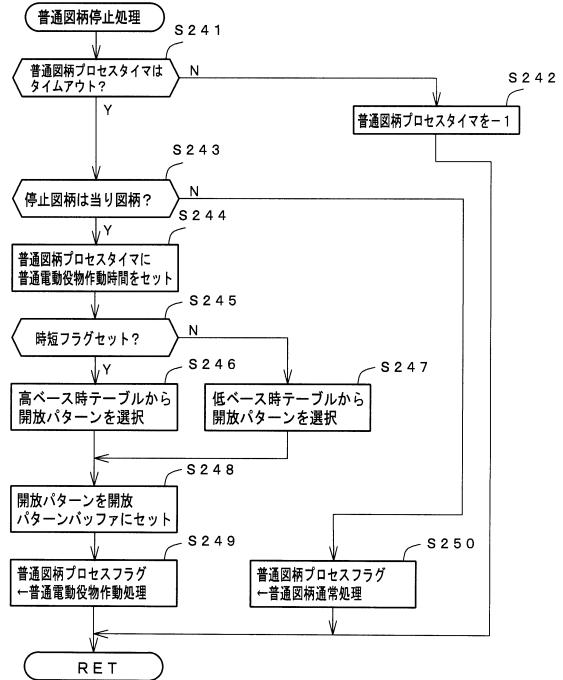 普通図柄停止処理
S241
普通図柄プロセスタイマは
タイムアウト?
N
Y
S242
普通図柄プロセスタイマを－1
S243
停止図柄は当り図柄?
N
Y
S244
普通図柄プロセスタイマに
普通電動役物作動時間をセット
S245
時短フラグセット?
N
Y
S246
高ベース時テーブルから
開放パターンを選択
S247
低ベース時テーブルから
開放パターンを選択
S248
開放パターンを開放
パターンバッファにセット
S249
普通図柄プロセスフラグ
←普通電動役物作動処理
S250
普通図柄プロセスフラグ
←普通図柄通常処理
RET